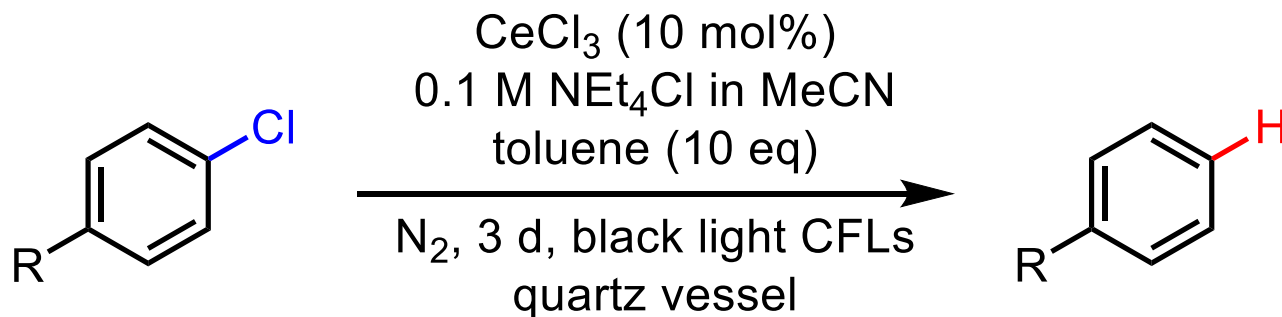 CeCl₃ (10 mol%)
0.1 M NEt₄Cl in MeCN
toluene (10 eq)
N₂, 3 d, black light CFLs
quartz vessel
Cl
R
H
R